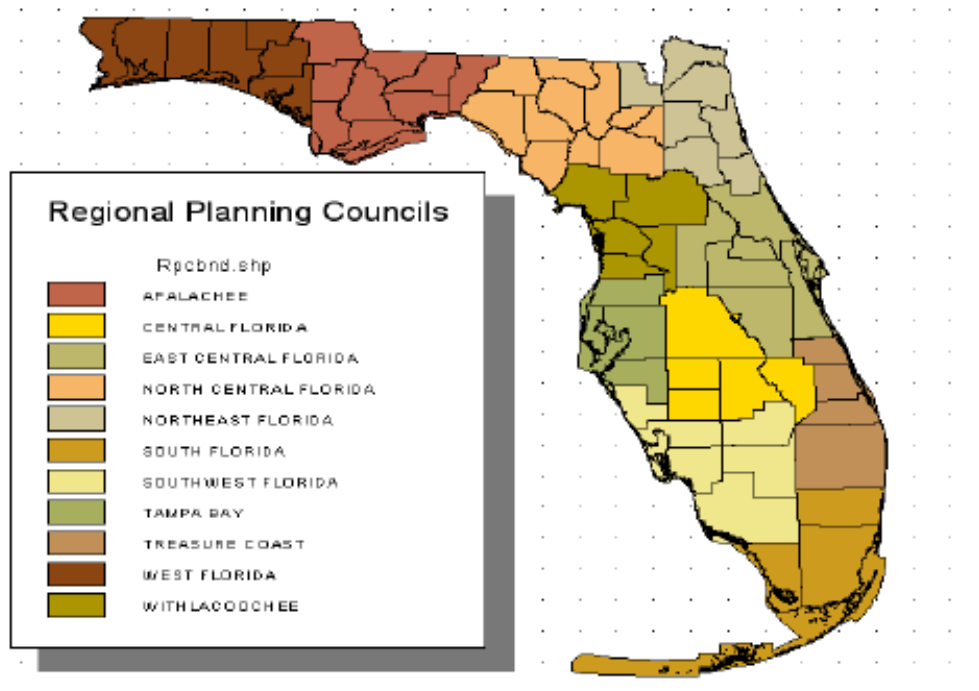 Regional Planning Councils
Rpcbnd.shp
APALACHEE
CENTRAL FLORIDA
EAST CENTRAL FLORIDA
NORTH CENTRAL FLORIDA
NORTHEAST FLORIDA
SOUTH FLORIDA
SOUTHWEST FLORIDA
TAMPA BAY
TREASURE COAST
WEST FLORIDA
WITHLACOOCHEE